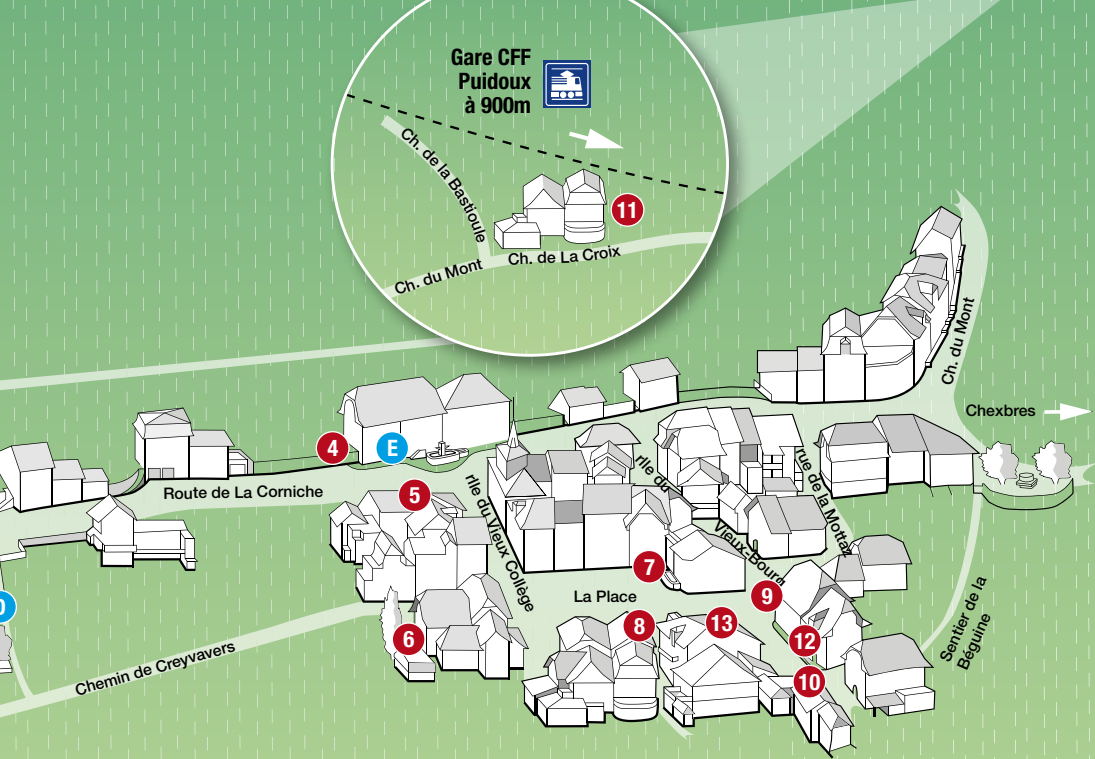 Gare CFF
Puidoux
à 900m
Ch. de la Bastioule
11
Ch. du Mont
Ch. de La Croix
Ch. du Mont
Chexbres
4
E
Route de La Corniche
5
rlle du Vieux Collège
rlle du
Vieux-Bourg
rue de la Mottaz
7
La Place
9
8
13
6
12
10
Chemin de Creyvavers
Sentier de la
Béguine